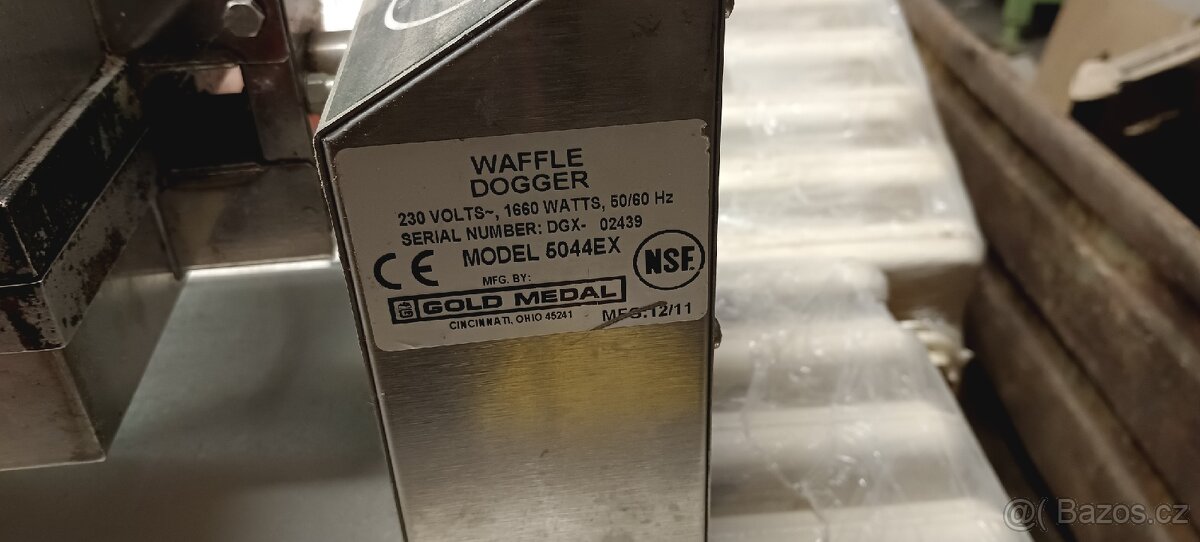 WAFFLE
DOGGER
230 VOLTS~, 1660 WATTS, 50/60 Hz
SERIAL NUMBER: DGX- 02439
MODEL 5044EX
CE
NSF
MFG. BY:
GOLD MEDAL
CINCINNATI, OHIO 45241
MFG:12/11
@( Bazos.cz